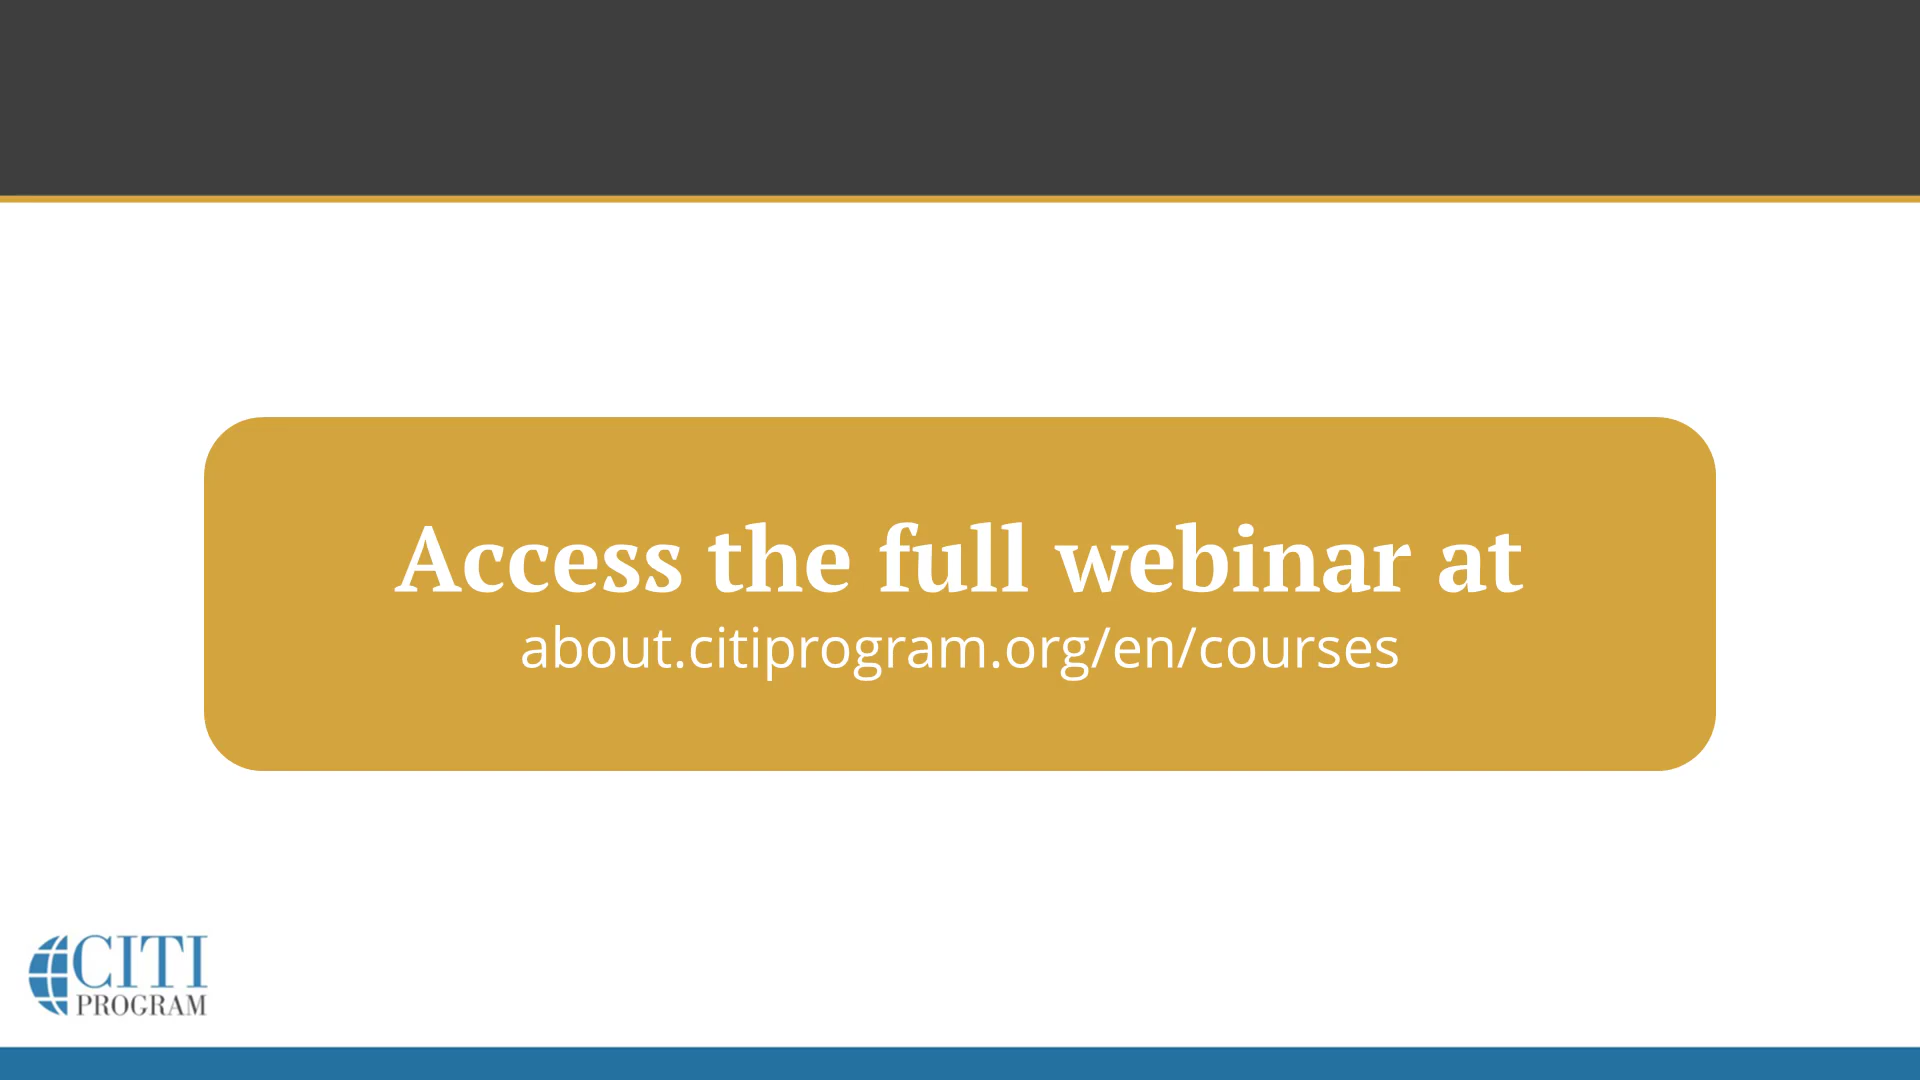 Access the full webinar at
about.citiprogram.org/en/courses
CITI
PROGRAM